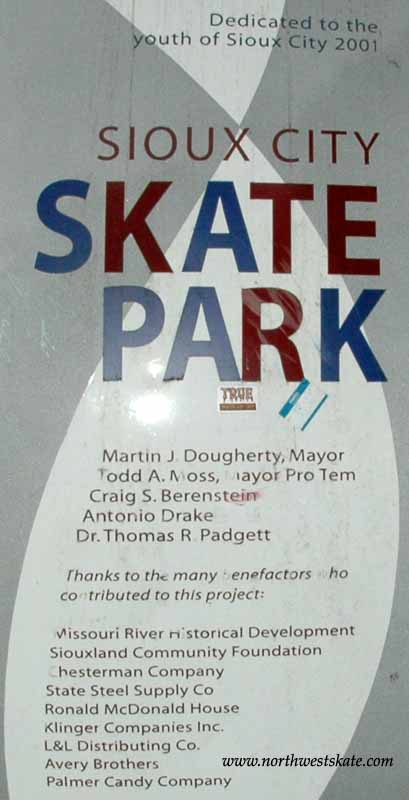 Dedicated to the
youth of Sioux City 2001
SIOUX CITY
SKATE
PARK
TRUE
Martin J. Dougherty, Mayor
Todd A. Moss, Mayor Pro Tem
Craig S. Berenstein
Antonio Drake
Dr. Thomas R. Padgett
Thanks to the many benefactors who
contributed to this project:
Missouri River Historical Development
Siouxland Community Foundation
Chesterman Company
State Steel Supply Co
Ronald McDonald House
Klinger Companies Inc.
L&L Distributing Co.
Avery Brothers
Palmer Candy Company
www.northwestskate.com